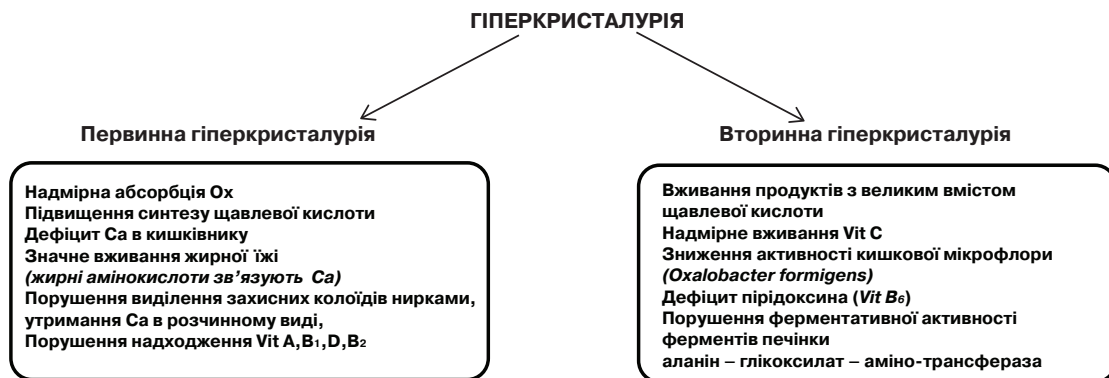 ГІПЕРКРИСТАЛУРІЯ
Первинна гіперкристалурія
Надмірна абсорбція Ох
Підвищення синтезу щавлевої кислоти
Дефіцит Са в кишківнику
Значне вживання жирної їжі
(жирні амінокислоти зв’язують Са)
Порушення виділення захисних колоїдів нирками,
утримання Са в розчинному виді,
Порушення надходження Vit A,B₁,D,B₂
Вторинна гіперкристалурія
Вживання продуктів з великим вмістом
щавлевої кислоти
Надмірне вживання Vit C
Зниження активності кишкової мікрофлори
(Oxalobacter formigens)
Дефіцит пірідоксина (Vit B₆)
Порушення ферментативної активності
ферментів печінки
аланін – глікоксилат – аміно-трансфераза